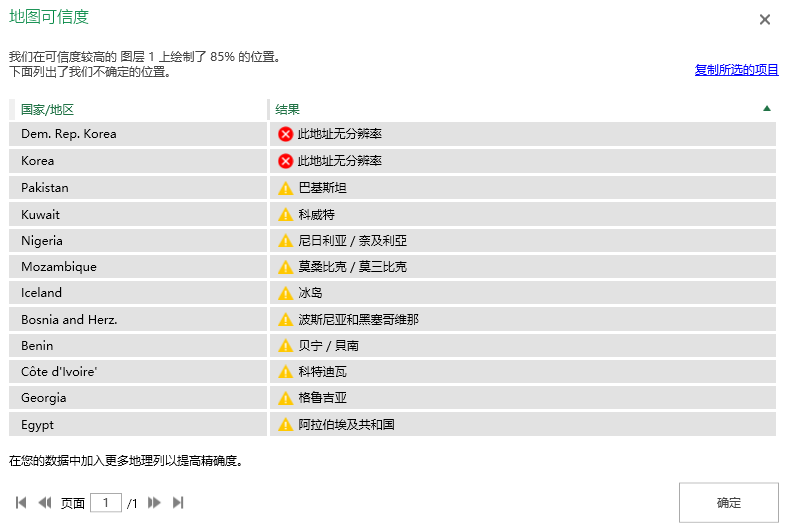 地图可信度
我们在可信度较高的 图层 1 上绘制了 85% 的位置。
下面列出了我们不确定的位置。
复制所选的项目
国家/地区 结果
Dem. Rep. Korea 此地址无分辨率
Korea 此地址无分辨率
Pakistan 巴基斯坦
Kuwait 科威特
Nigeria 尼日利亚 / 奈及利亞
Mozambique 莫桑比克 / 莫三比克
Iceland 冰岛
Bosnia and Herz. 波斯尼亚和黑塞哥维那
Benin 贝宁 / 貝南
Côte d'Ivoire' 科特迪瓦
Georgia 格鲁吉亚
Egypt 阿拉伯埃及共和国
在您的数据中加入更多地理列以提高精确度。
页面 1 /1
确定